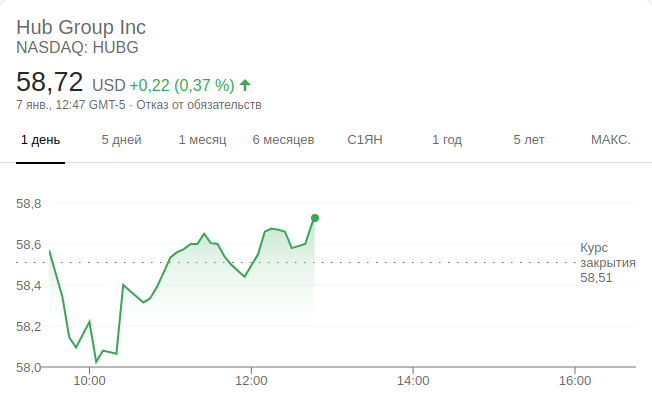 Hub Group Inc
NASDAQ: HUBG
58,72 USD +0,22 (0,37 %)
7 янв., 12:47 GMT-5 · Отказ от обязательств
1 день 5 дней 1 месяц 6 месяцев С1ЯН 1 год 5 лет МАКС.
58,8
58,6
58,4
58,2
58,0
Курс
закрытия
58,51
10:00 12:00 14:00 16:00